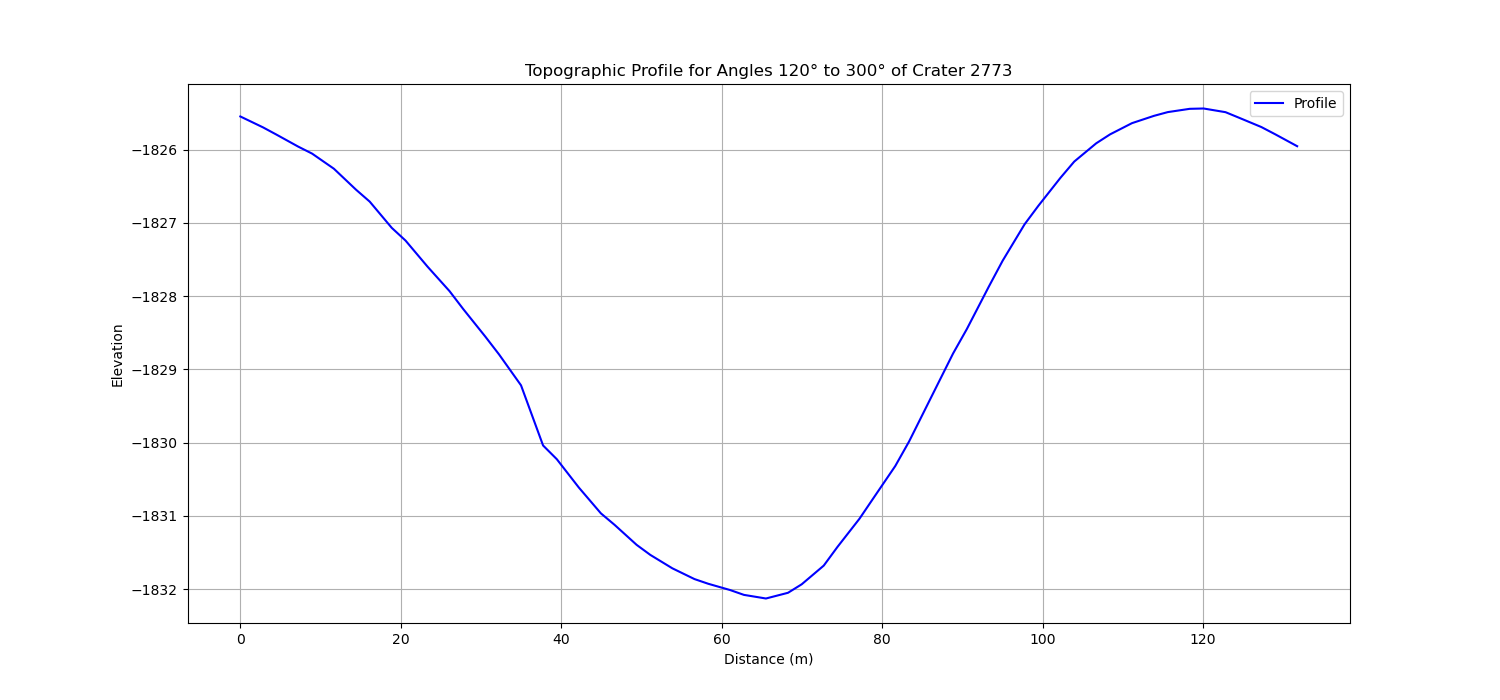 Topographic Profile for Angles 120° to 300° of Crater 2773
Profile
−1826
−1827
−1828
−1829
−1830
−1831
−1832
Elevation
0 20 40 60 80 100 120
Distance (m)